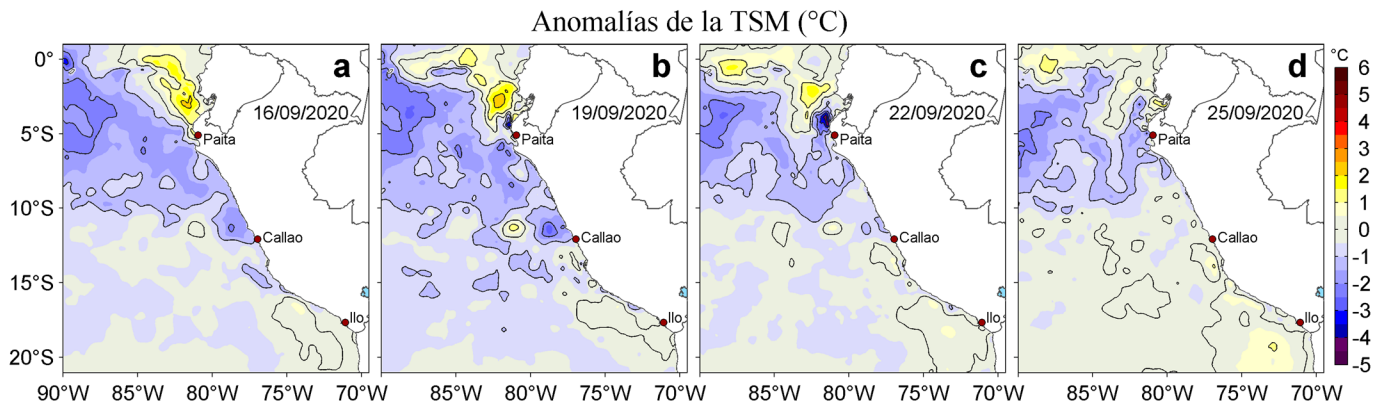 Anomalías de la TSM (°C)
a
16/09/2020
Paita
Callao
Ilo
b
19/09/2020
Paita
Callao
Ilo
c
22/09/2020
Paita
Callao
Ilo
d
25/09/2020
Paita
Callao
Ilo
0°
5°S
10°S
15°S
20°S
90°W 85°W 80°W 75°W 70°W
85°W 80°W 75°W 70°W
85°W 80°W 75°W 70°W
85°W 80°W 75°W 70°W
°C
6
5
4
3
2
1
0
-1
-2
-3
-4
-5